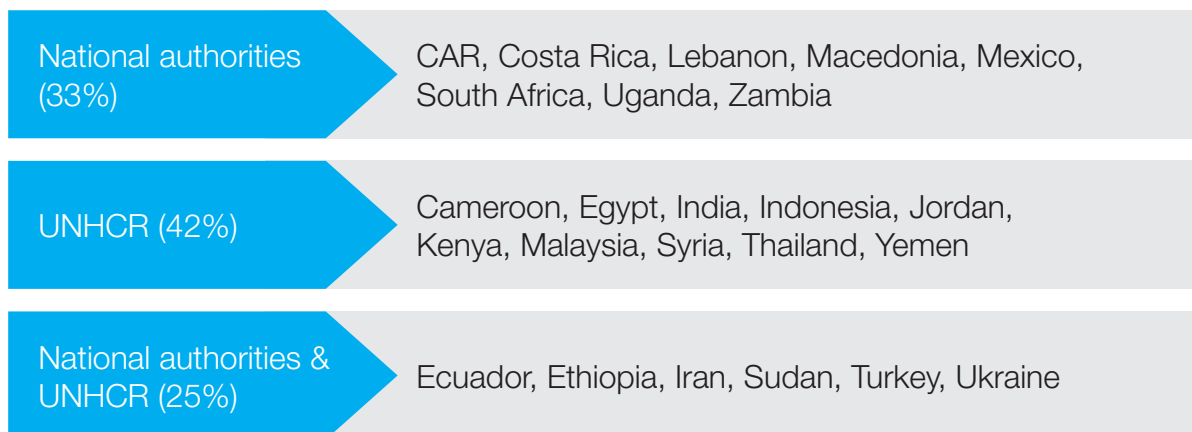 National authorities
(33%)
CAR, Costa Rica, Lebanon, Macedonia, Mexico,
South Africa, Uganda, Zambia
UNHCR (42%)
Cameroon, Egypt, India, Indonesia, Jordan,
Kenya, Malaysia, Syria, Thailand, Yemen
National authorities &
UNHCR (25%)
Ecuador, Ethiopia, Iran, Sudan, Turkey, Ukraine